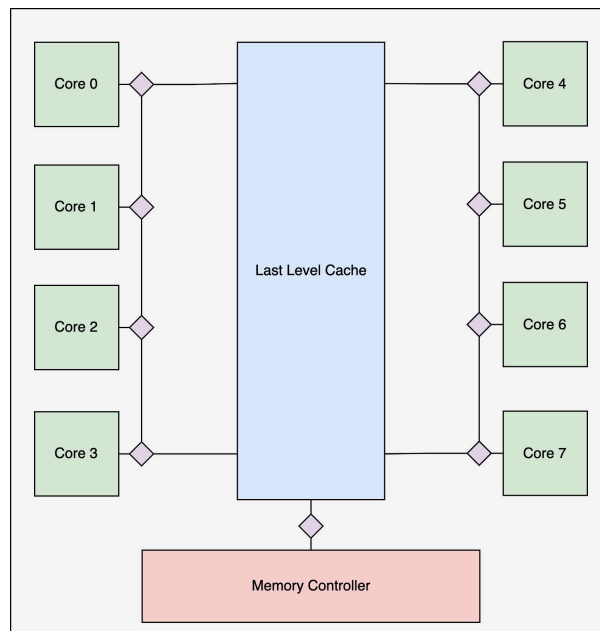 Core 0
Core 4
Core 1
Core 5
Last Level Cache
Core 2
Core 6
Core 3
Core 7
Memory Controller